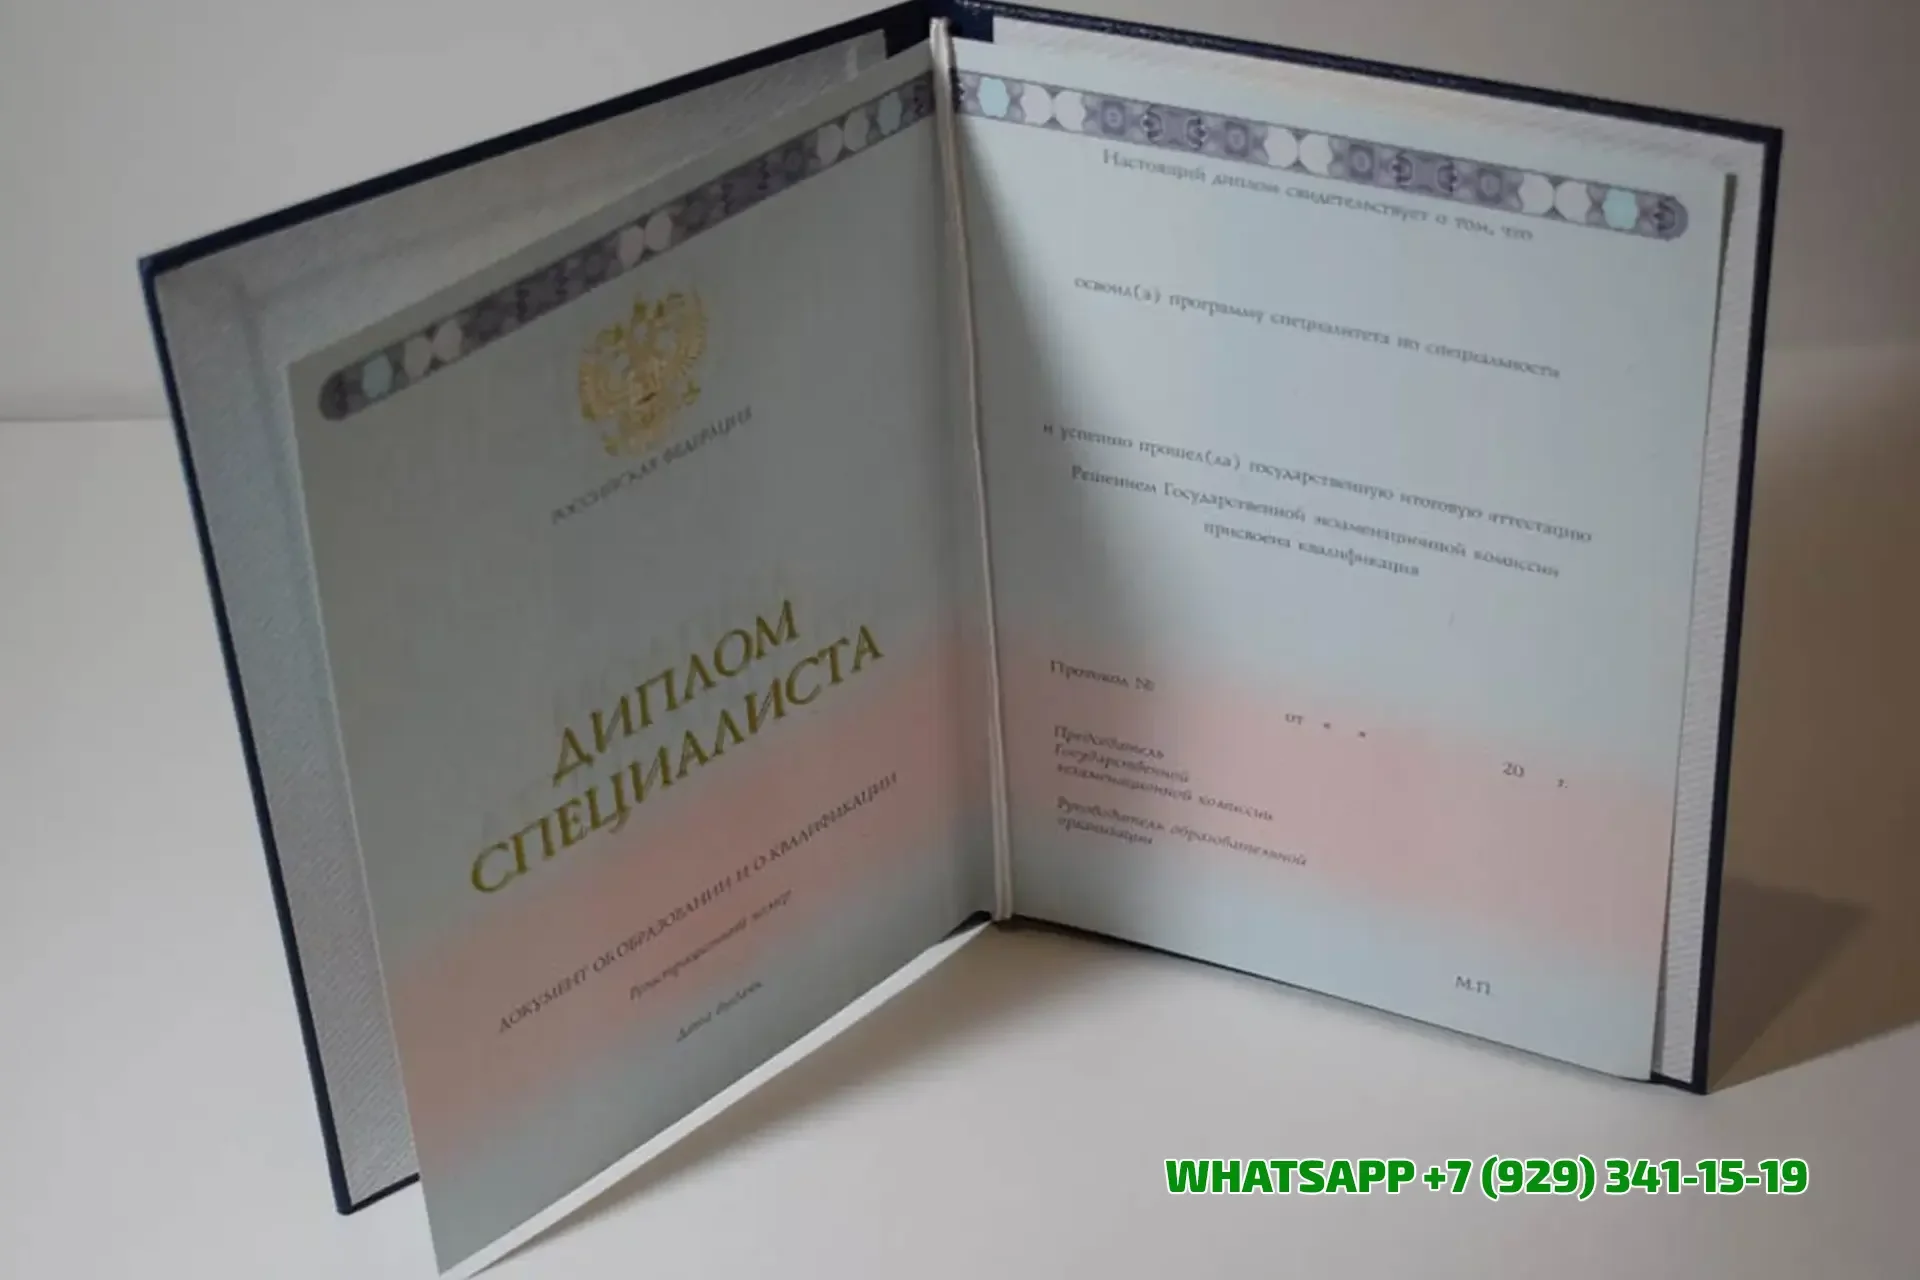 РОССИЙСКАЯ ФЕДЕРАЦИЯ
ДИПЛОМ
СПЕЦИАЛИСТА
ДОКУМЕНТ ОБ ОБРАЗОВАНИИ И О КВАЛИФИКАЦИИ
Регистрационный номер
Дата выдачи
Настоящий диплом свидетельствует о том, что
освоил(а) программу специалитета по специальности
и успешно прошел(ла) государственную итоговую аттестацию
Решением Государственной экзаменационной комиссии
присвоена квалификация
Протокол №
от « »
20 г.
Председатель
Государственной
экзаменационной комиссии
Руководитель образовательной
организации
М.П.
WHATSAPP +7 (929) 341-15-19